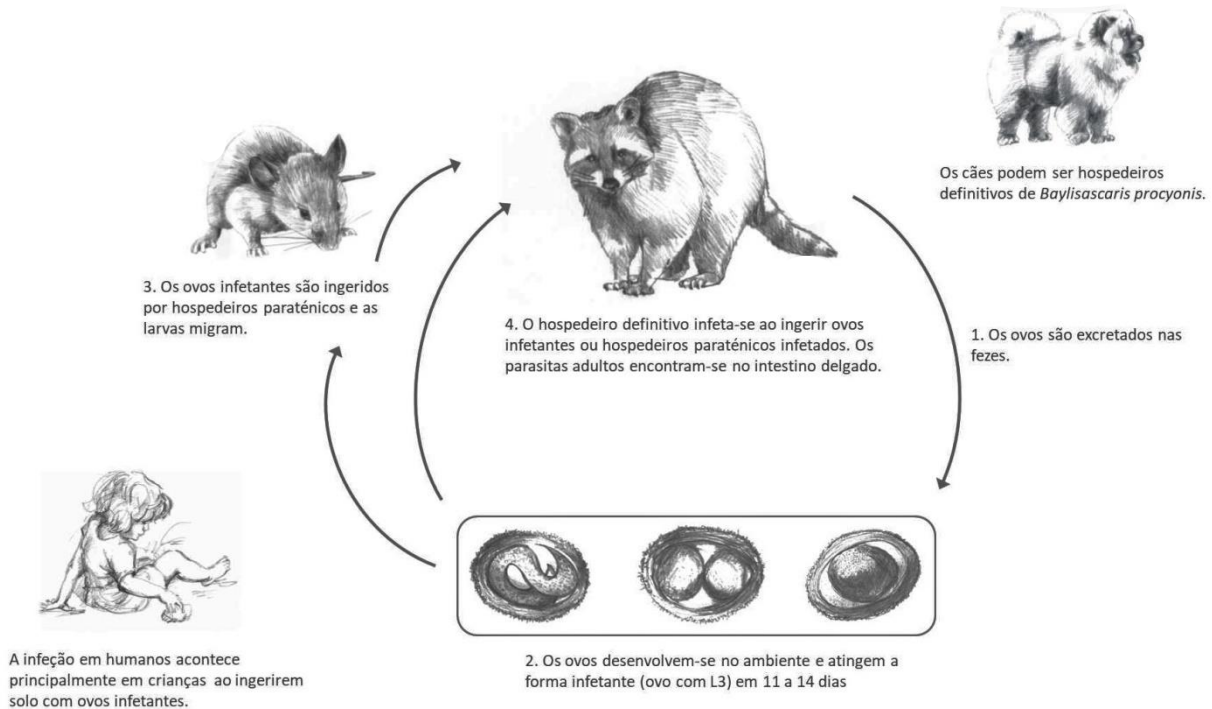 Os cães podem ser hospedeiros
definitivos de Baylisascaris procyonis.
3. Os ovos infetantes são ingeridos
por hospedeiros paraténicos e as
larvas migram.
4. O hospedeiro definitivo infeta-se ao ingerir ovos
infetantes ou hospedeiros paraténicos infetados. Os
parasitas adultos encontram-se no intestino delgado.
1. Os ovos são excretados nas
fezes.
A infeção em humanos acontece
principalmente em crianças ao ingerirem
solo com ovos infetantes.
2. Os ovos desenvolvem-se no ambiente e atingem a
forma infetante (ovo com L3) em 11 a 14 dias